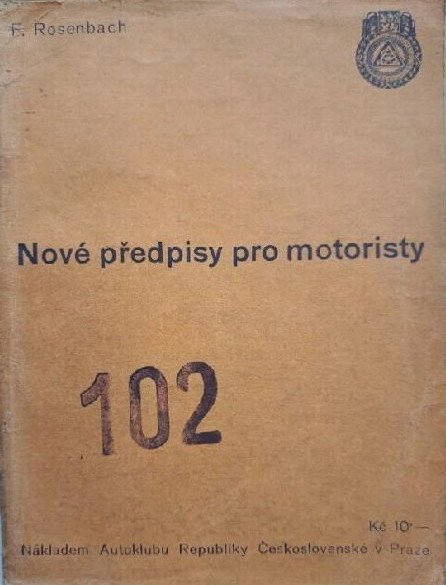 F. Rosenbach
Nové předpisy pro motoristy
102
Kč 10·—
Nákladem Autoklubu Republiky Československé v Praze